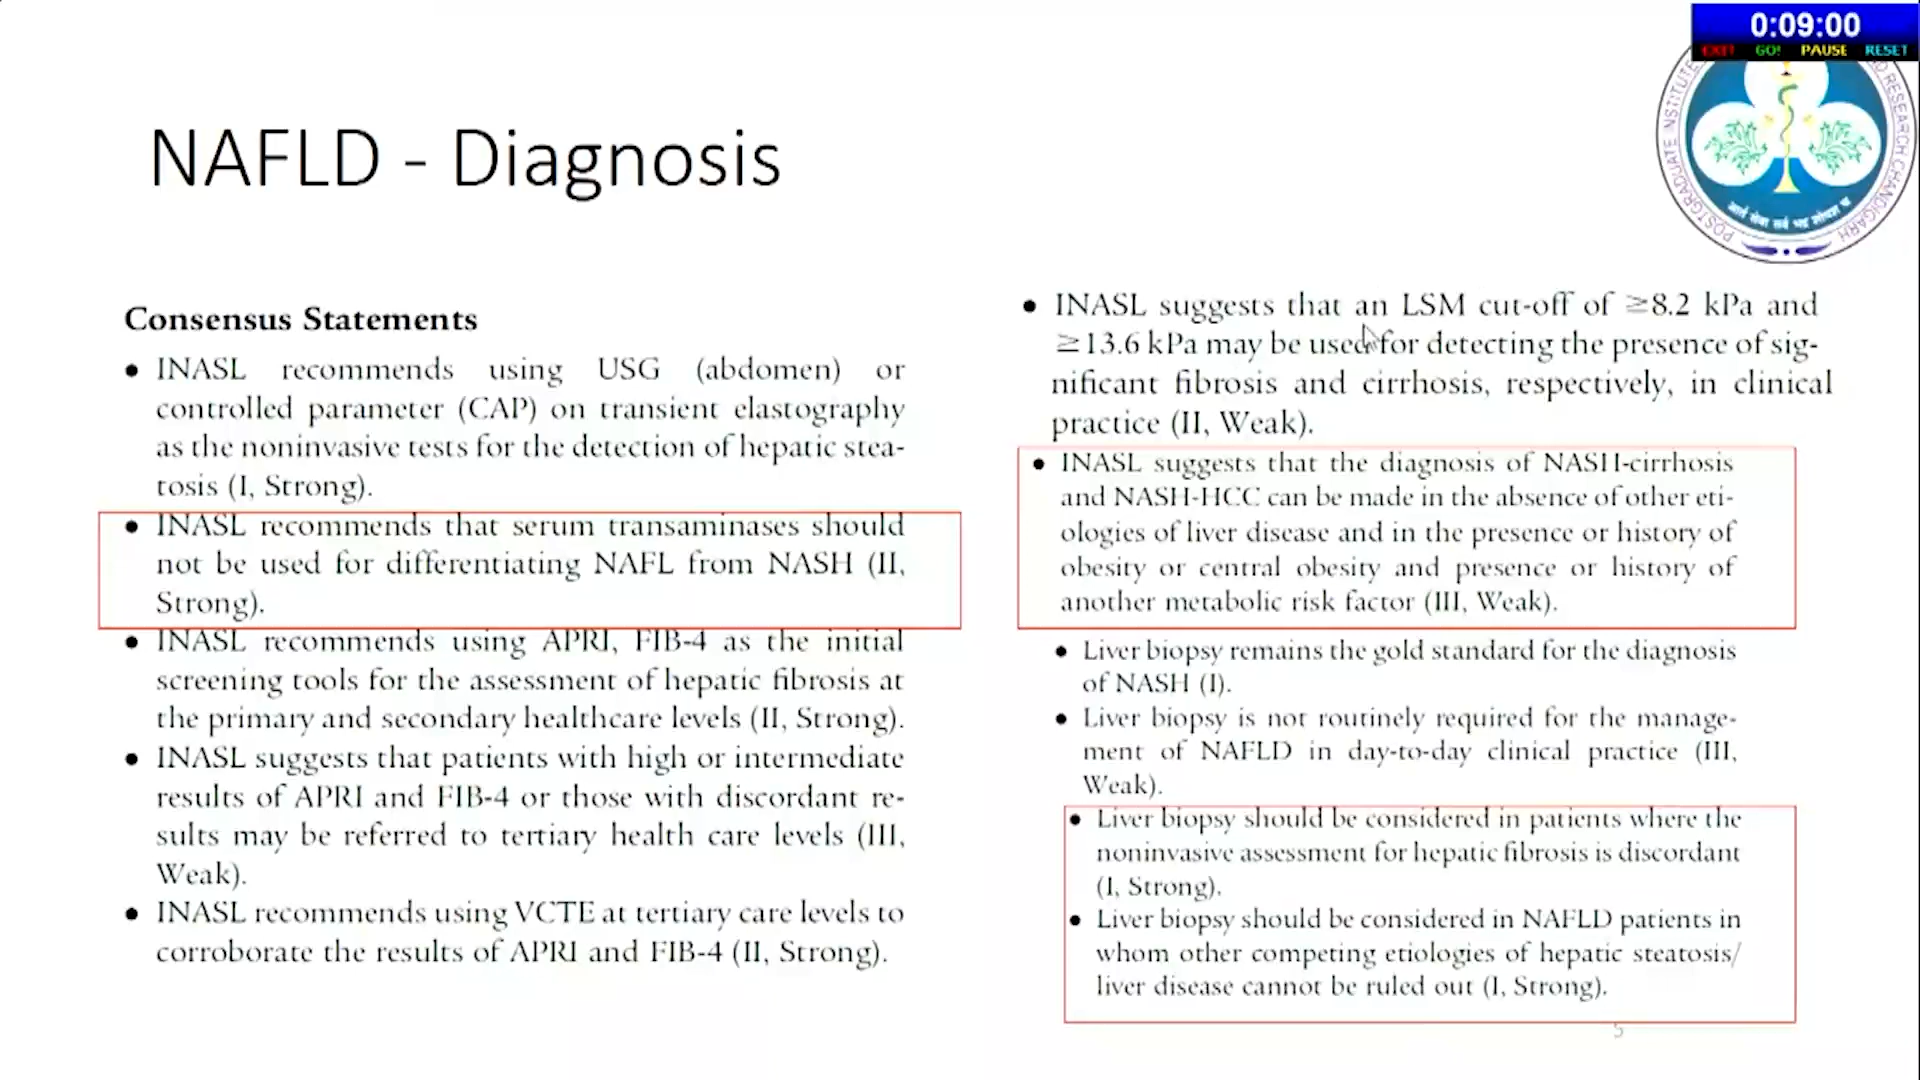 0:09:00
EXIT GO! PAUSE RESET
POSTGRADUATE INSTITUTE
RESEARCH CHANDIGARH
NAFLD - Diagnosis
Consensus Statements
● INASL recommends using USG (abdomen) or
controlled parameter (CAP) on transient elastography
as the noninvasive tests for the detection of hepatic stea-
tosis (I, Strong).
● INASL recommends that serum transaminases should
not be used for differentiating NAFL from NASH (II,
Strong).
● INASL recommends using APRI, FIB-4 as the initial
screening tools for the assessment of hepatic fibrosis at
the primary and secondary healthcare levels (II, Strong).
● INASL suggests that patients with high or intermediate
results of APRI and FIB-4 or those with discordant re-
sults may be referred to tertiary health care levels (III,
Weak).
● INASL recommends using VCTE at tertiary care levels to
corroborate the results of APRI and FIB-4 (II, Strong).
● INASL suggests that an LSM cut-off of ≥8.2 kPa and
≥13.6 kPa may be used for detecting the presence of sig-
nificant fibrosis and cirrhosis, respectively, in clinical
practice (II, Weak).
● INASL suggests that the diagnosis of NASH-cirrhosis
and NASH-HCC can be made in the absence of other eti-
ologies of liver disease and in the presence or history of
obesity or central obesity and presence or history of
another metabolic risk factor (III, Weak).
● Liver biopsy remains the gold standard for the diagnosis
of NASH (I).
● Liver biopsy is not routinely required for the manage-
ment of NAFLD in day-to-day clinical practice (III,
Weak).
● Liver biopsy should be considered in patients where the
noninvasive assessment for hepatic fibrosis is discordant
(I, Strong).
● Liver biopsy should be considered in NAFLD patients in
whom other competing etiologies of hepatic steatosis/
liver disease cannot be ruled out (I, Strong).
5